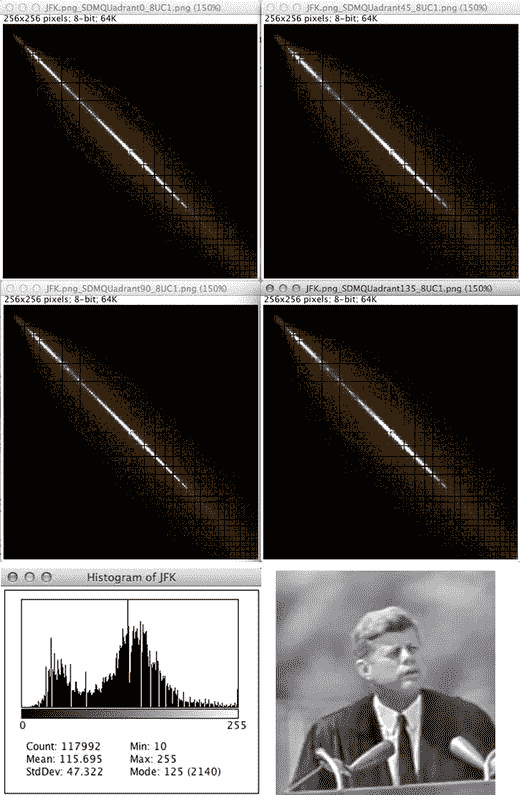 JFK.png_SDMQUadrant0_8UC1.png (150%)
256x256 pixels; 8-bit; 64K
JFK.png_SDMQUadrant45_8UC1.png (150%)
256x256 pixels; 8-bit; 64K
JFK.png_SDMQUadrant90_8UC1.png (150%)
256x256 pixels; 8-bit; 64K
JFK.png_SDMQUadrant135_8UC1.png (150%)
256x256 pixels; 8-bit; 64K
Histogram of JFK
0 255
Count: 117992 Min: 10
Mean: 115.695 Max: 255
StdDev: 47.322 Mode: 125 (2140)